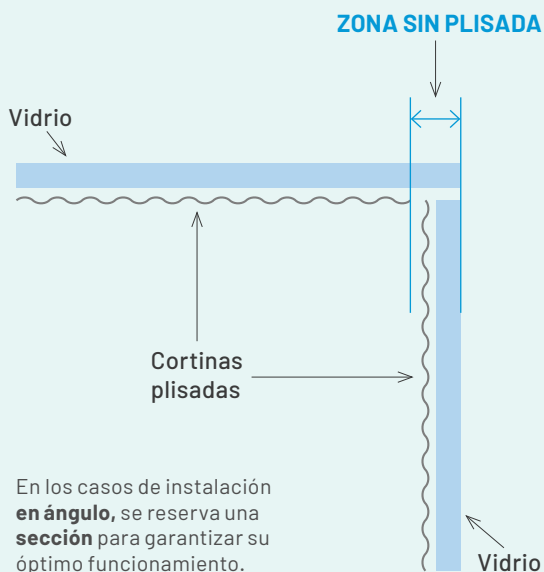 ZONA SIN PLISADA
Vidrio
Cortinas
plisadas
En los casos de instalación
en ángulo, se reserva una
sección para garantizar su
óptimo funcionamiento.
Vidrio